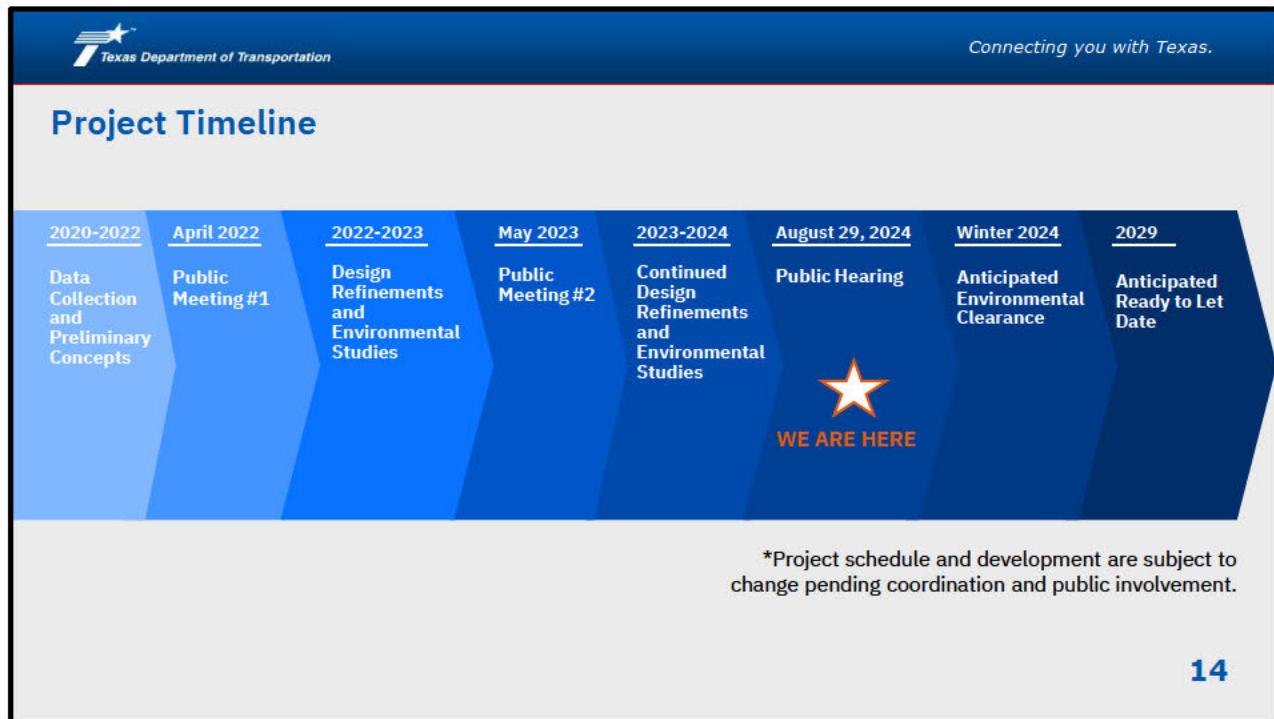 Texas Department of Transportation
Connecting you with Texas.
Project Timeline
2020-2022
Data
Collection
and
Preliminary
Concepts
April 2022
Public
Meeting #1
2022-2023
Design
Refinements
and
Environmental
Studies
May 2023
Public
Meeting #2
2023-2024
Continued
Design
Refinements
and
Environmental
Studies
August 29, 2024
Public Hearing
WE ARE HERE
Winter 2024
Anticipated
Environmental
Clearance
2029
Anticipated
Ready to Let
Date
*Project schedule and development are subject to
change pending coordination and public involvement.
14